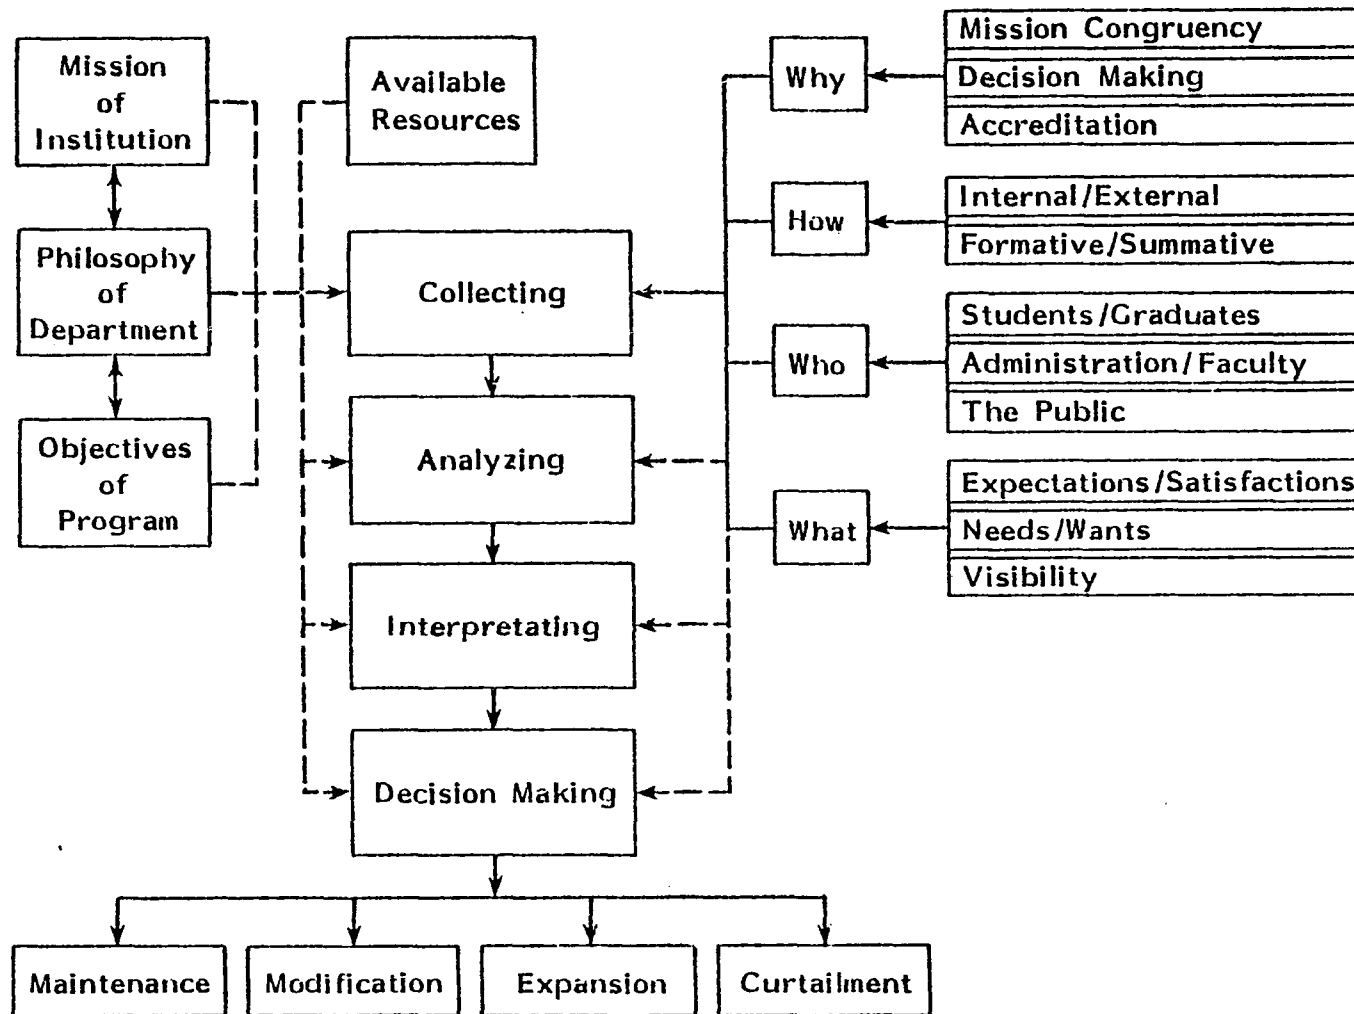 Mission
of
Institution
Available
Resources
Why
Mission Congruency
Decision Making
Accreditation
Philosophy
of
Department
Collecting
How
Internal/External
Formative/Summative
Who
Students/Graduates
Administration/Faculty
The Public
Objectives
of
Program
Analyzing
What
Expectations/Satisfactions
Needs/Wants
Visibility
Interpretating
Decision Making
Maintenance
Modification
Expansion
Curtailment